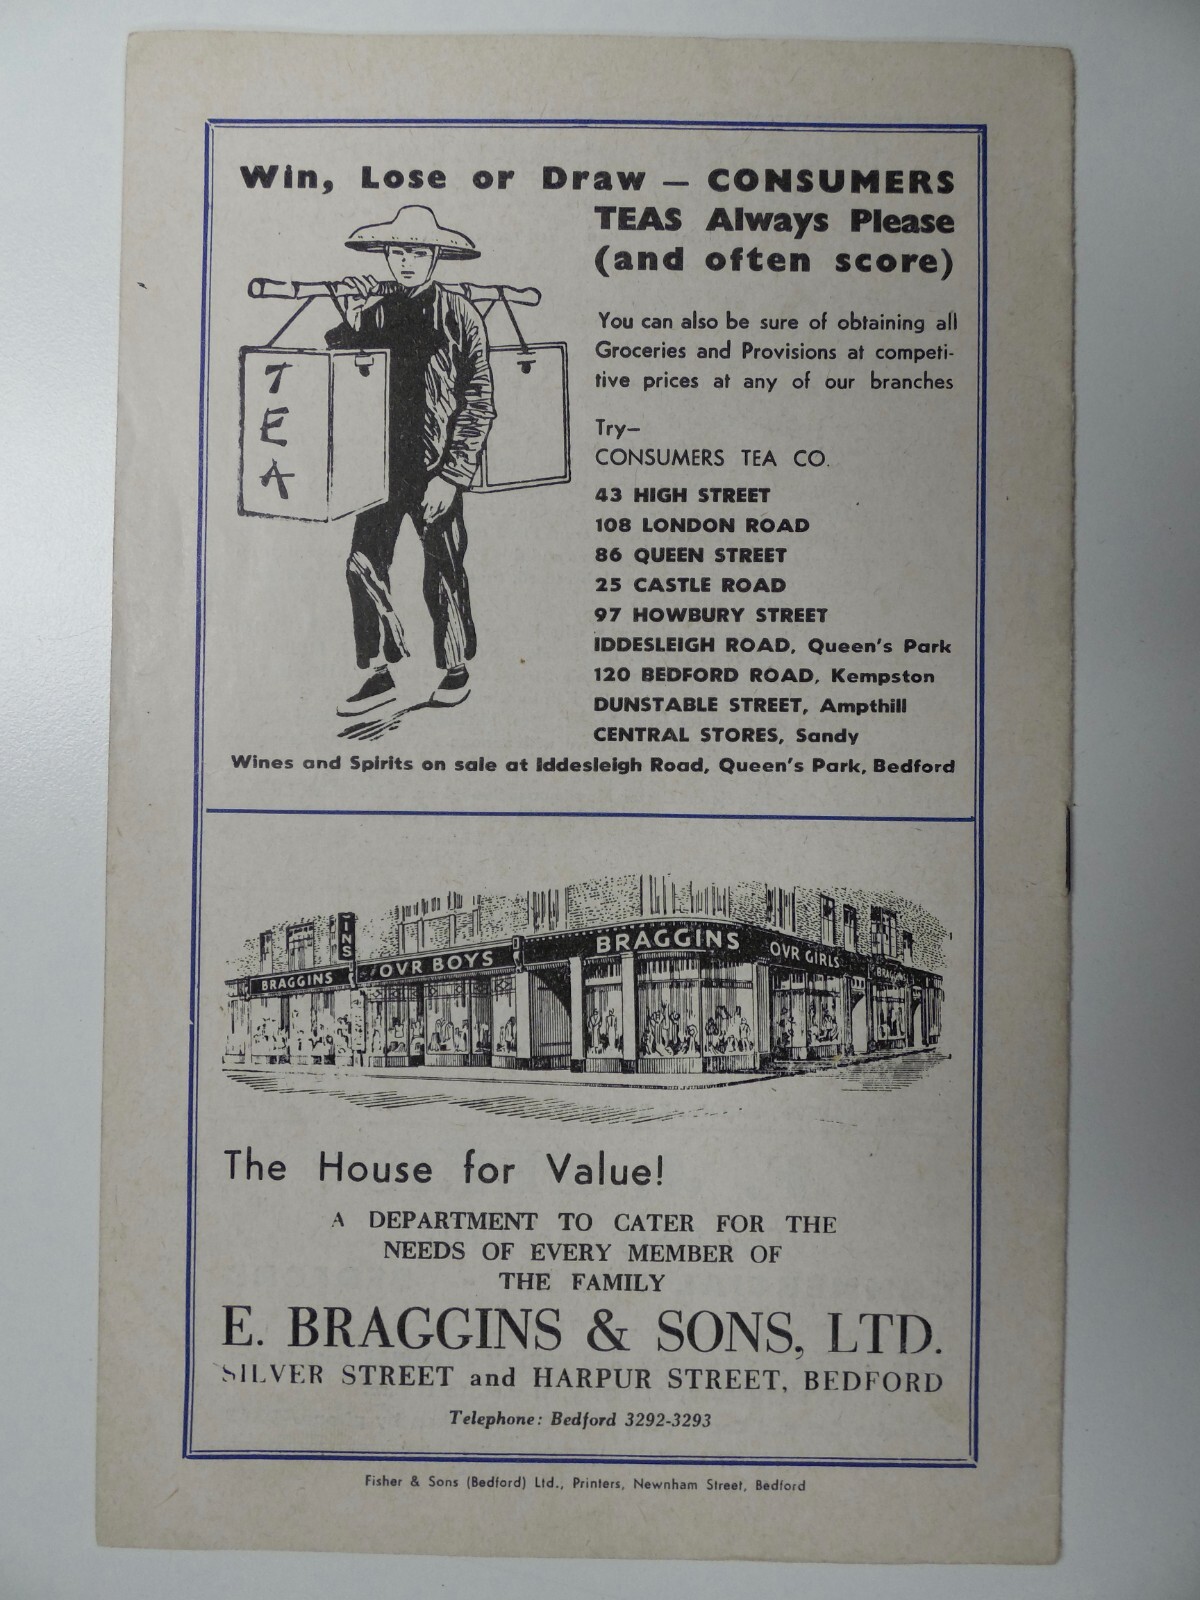 Win, Lose or Draw — CONSUMERS
TEAS Always Please
(and often score)
You can also be sure of obtaining all
Groceries and Provisions at competi-
tive prices at any of our branches
Try—
CONSUMERS TEA CO.
43 HIGH STREET
108 LONDON ROAD
86 QUEEN STREET
25 CASTLE ROAD
97 HOWBURY STREET
IDDESLEIGH ROAD, Queen's Park
120 BEDFORD ROAD, Kempston
DUNSTABLE STREET, Ampthill
CENTRAL STORES, Sandy
TEA
Wines and Spirits on sale at Iddesleigh Road, Queen's Park, Bedford
INS
BRAGGINS
OVR BOYS
BRAGGINS
OVR GIRLS
BRAGGINS
The House for Value!
A DEPARTMENT TO CATER FOR THE
NEEDS OF EVERY MEMBER OF
THE FAMILY
E. BRAGGINS & SONS, LTD.
SILVER STREET and HARPUR STREET, BEDFORD
Telephone: Bedford 3292-3293
Fisher & Sons (Bedford) Ltd., Printers, Newnham Street, Bedford